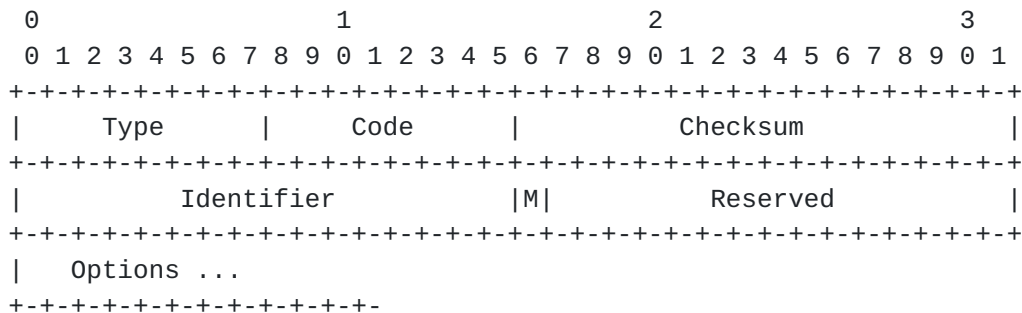 0                   1                   2                   3
 0 1 2 3 4 5 6 7 8 9 0 1 2 3 4 5 6 7 8 9 0 1 2 3 4 5 6 7 8 9 0 1
+-+-+-+-+-+-+-+-+-+-+-+-+-+-+-+-+-+-+-+-+-+-+-+-+-+-+-+-+-+-+-+-+
|     Type      |     Code      |          Checksum             |
+-+-+-+-+-+-+-+-+-+-+-+-+-+-+-+-+-+-+-+-+-+-+-+-+-+-+-+-+-+-+-+-+
|          Identifier           |M|          Reserved           |
+-+-+-+-+-+-+-+-+-+-+-+-+-+-+-+-+-+-+-+-+-+-+-+-+-+-+-+-+-+-+-+-+
|   Options ...
+-+-+-+-+-+-+-+-+-+-+-+-